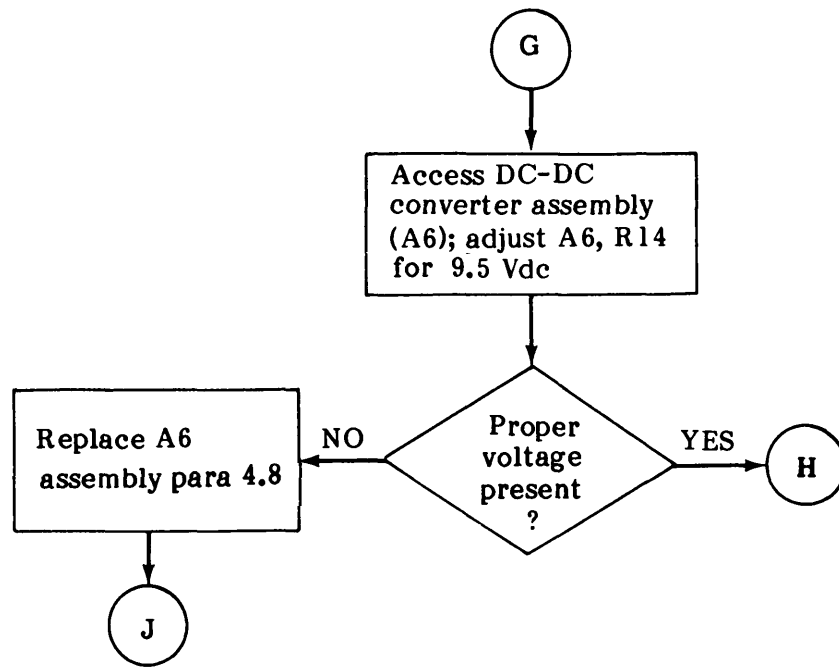 G
Access DC-DC
converter assembly
(A6); adjust A6, R14
for 9.5 Vdc
Proper
voltage
present
?
NO
YES
Replace A6
assembly para 4.8
H
J